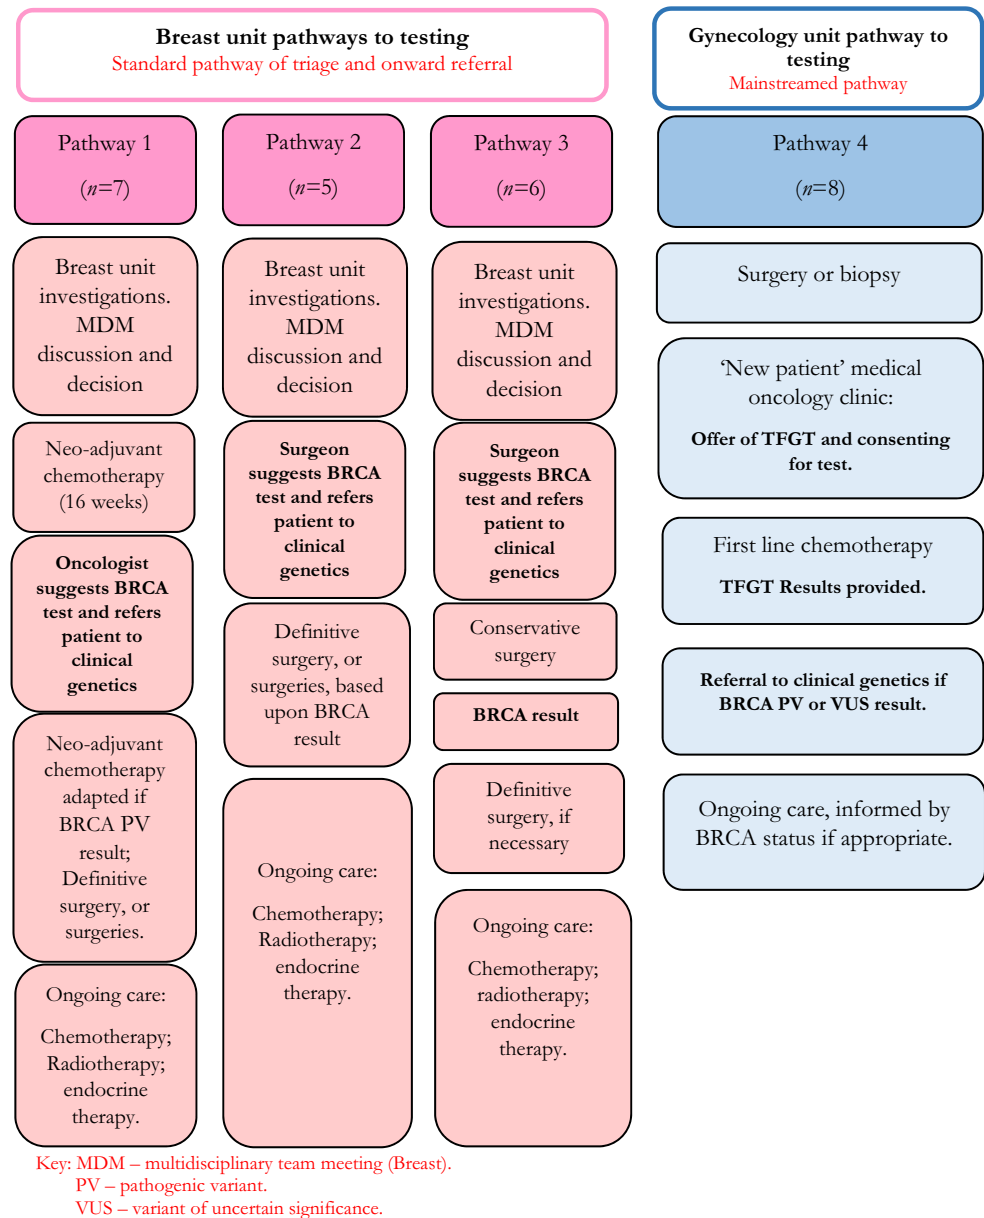 Breast unit pathways to testing
Standard pathway of triage and onward referral
Gynecology unit pathway to
testing
Mainstreamed pathway
Pathway 1
(n=7)
Breast unit
investigations.
MDM
discussion and
decision
Neo-adjuvant
chemotherapy
(16 weeks)
Oncologist
suggests BRCA
test and refers
patient to
clinical
genetics
Neo-adjuvant
chemotherapy
adapted if
BRCA PV
result;
Definitive
surgery, or
surgeries.
Ongoing care:
Chemotherapy;
Radiotherapy;
endocrine
therapy.
Pathway 2
(n=5)
Breast unit
investigations.
MDM
discussion and
decision
Surgeon
suggests BRCA
test and refers
patient to
clinical
genetics
Definitive
surgery, or
surgeries, based
upon BRCA
result
Ongoing care:
Chemotherapy;
Radiotherapy;
endocrine
therapy.
Pathway 3
(n=6)
Breast unit
investigations.
MDM
discussion and
decision
Surgeon
suggests BRCA
test and refers
patient to
clinical
genetics
Conservative
surgery
BRCA result
Definitive
surgery, if
necessary
Ongoing care:
Chemotherapy;
radiotherapy;
endocrine
therapy.
Pathway 4
(n=8)
Surgery or biopsy
‘New patient’ medical
oncology clinic:
Offer of TFGT and consenting
for test.
First line chemotherapy
TFGT Results provided.
Referral to clinical genetics if
BRCA PV or VUS result.
Ongoing care, informed by
BRCA status if appropriate.
Key: MDM – multidisciplinary team meeting (Breast).
PV – pathogenic variant.
VUS – variant of uncertain significance.